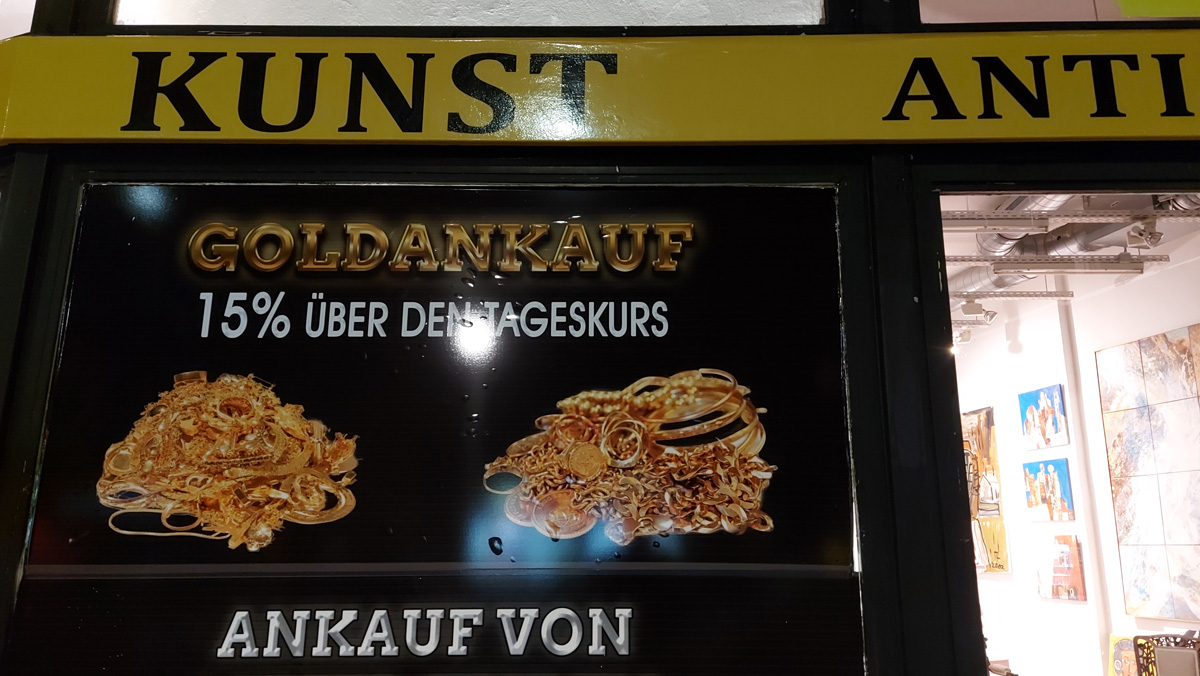 KUNST ANTI
GOLDANKAUF
15% ÜBER DEN TAGESKURS
ANKAUF VON